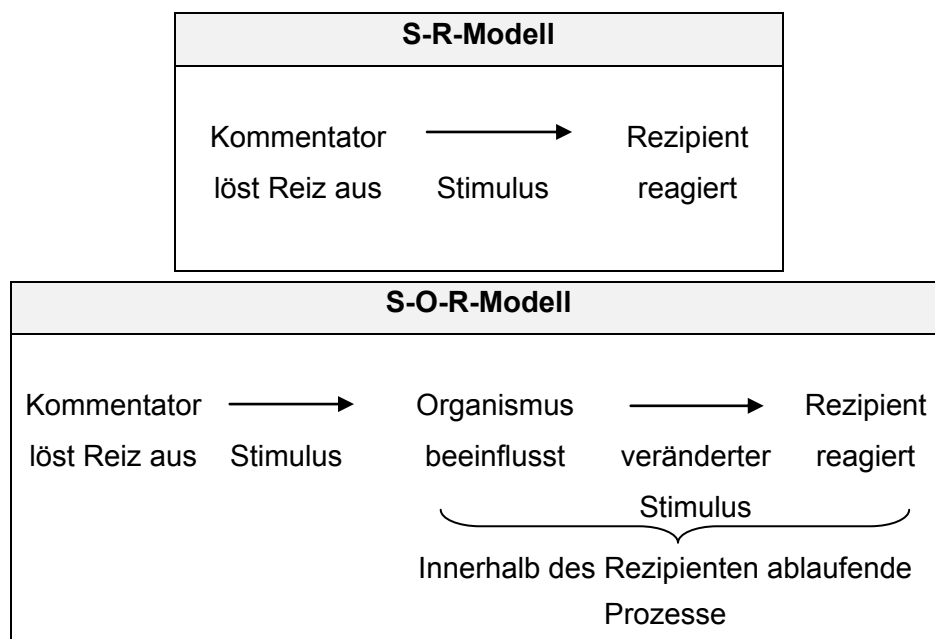 S-R-Modell
Kommentator Rezipient
löst Reiz aus Stimulus reagiert
S-O-R-Modell
Kommentator Organismus Rezipient
löst Reiz aus Stimulus beeinflusst veränderter reagiert
Stimulus
Innerhalb des Rezipienten ablaufende
Prozesse